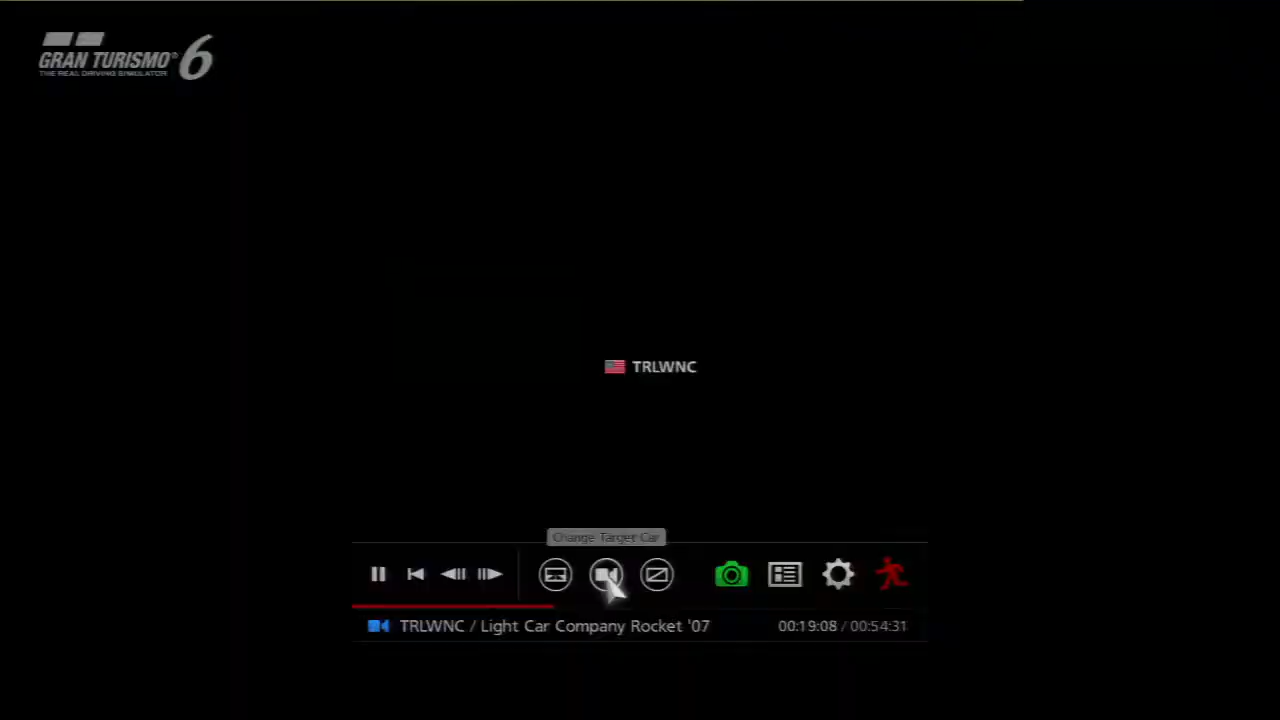 GRAN TURISMO® 6
THE REAL DRIVING SIMULATOR
TRLWNC
Change Target Car
TRLWNC / Light Car Company Rocket '07
00:19:08 / 00:54:31